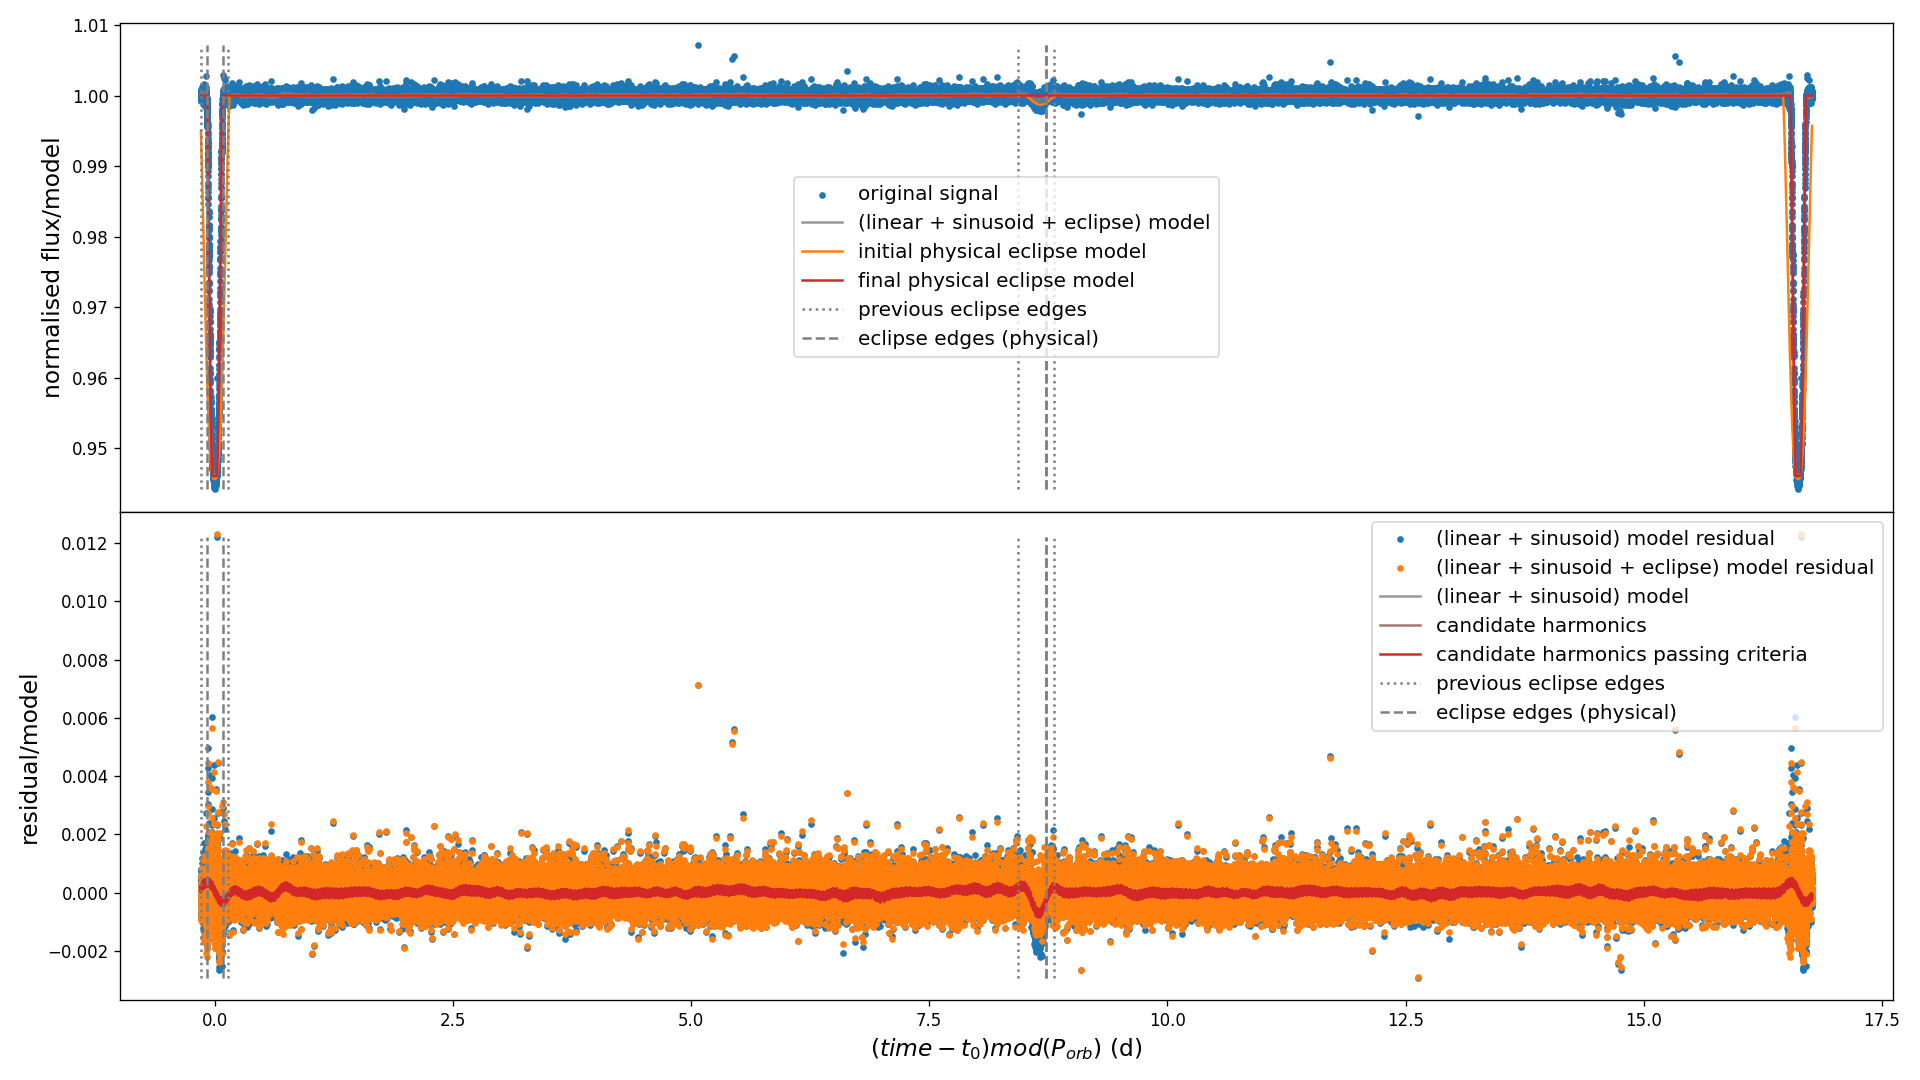 1.01
1.00
0.99
0.98
0.97
0.96
0.95
normalised flux/model
original signal
(linear + sinusoid + eclipse) model
initial physical eclipse model
final physical eclipse model
previous eclipse edges
eclipse edges (physical)
0.012
0.010
0.008
0.006
0.004
0.002
0.000
−0.002
residual/model
(linear + sinusoid) model residual
(linear + sinusoid + eclipse) model residual
(linear + sinusoid) model
candidate harmonics
candidate harmonics passing criteria
previous eclipse edges
eclipse edges (physical)
0.0 2.5 5.0 7.5 10.0 12.5 15.0 17.5
(time − t₀)mod(P_orb) (d)